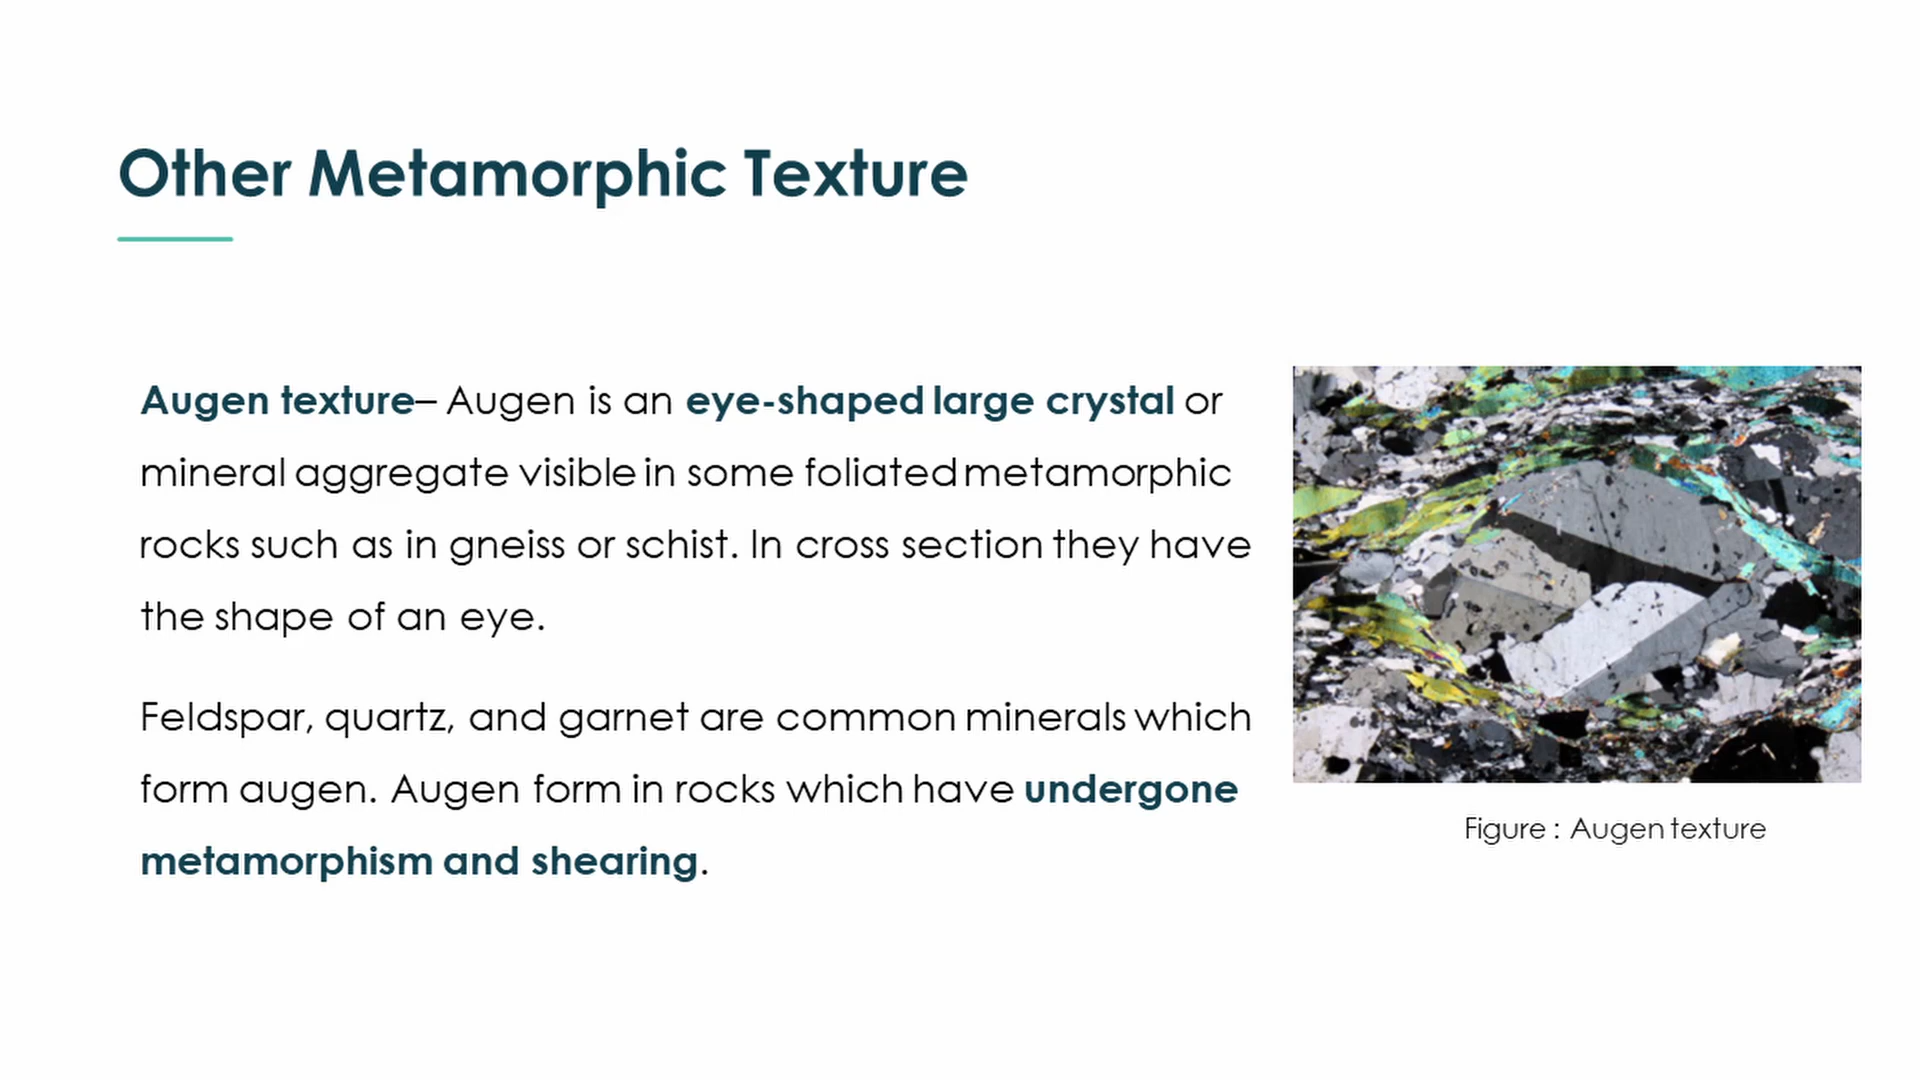 Other Metamorphic Texture
Augen texture– Augen is an eye-shaped large crystal or
mineral aggregate visible in some foliated metamorphic
rocks such as in gneiss or schist. In cross section they have
the shape of an eye.
Feldspar, quartz, and garnet are common minerals which
form augen. Augen form in rocks which have undergone
metamorphism and shearing.
Figure : Augen texture